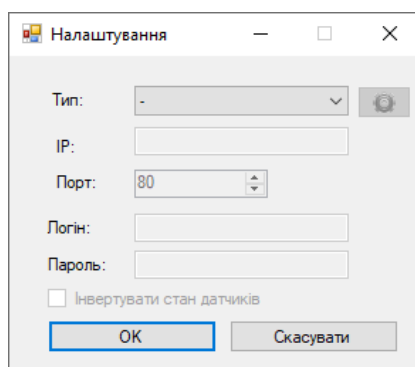 Налаштування
Тип: -
IP:
Порт: 80
Логін:
Пароль:
Інвертувати стан датчиків
OK Скасувати